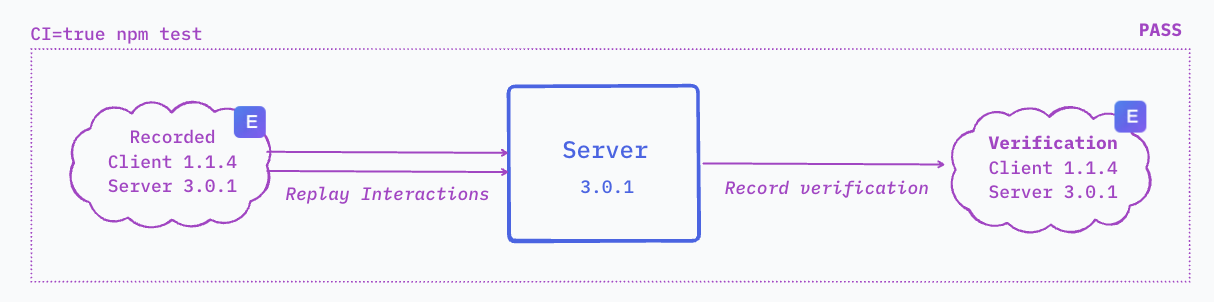 CI=true npm test
PASS
E
Recorded
Client 1.1.4
Server 3.0.1
Replay Interactions
Server
3.0.1
Record verification
E
Verification
Client 1.1.4
Server 3.0.1